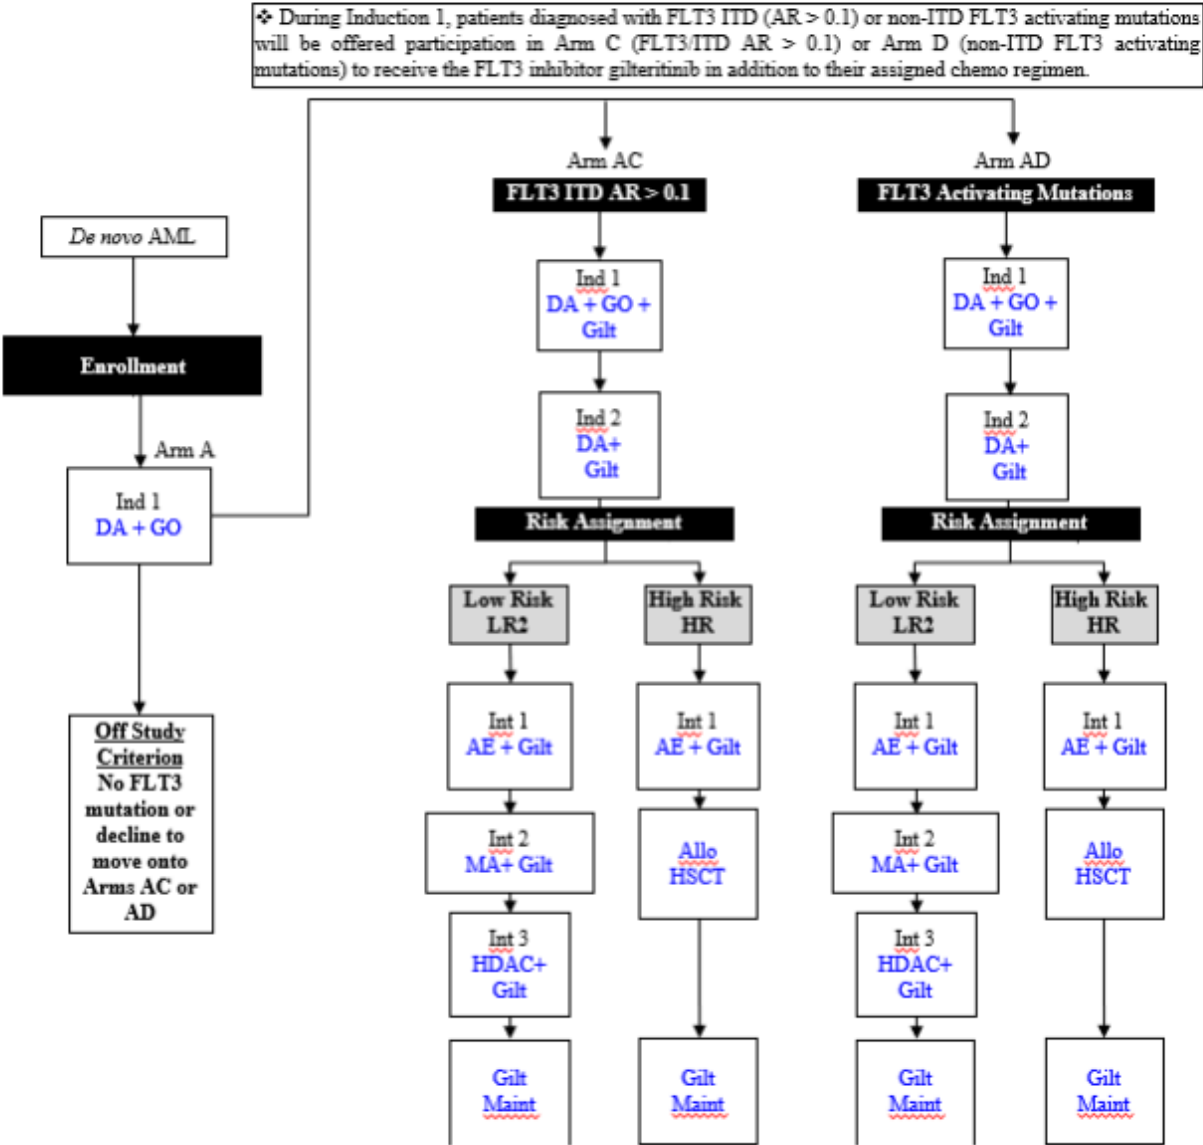 ❖ During Induction 1, patients diagnosed with FLT3 ITD (AR > 0.1) or non-ITD FLT3 activating mutations
will be offered participation in Arm C (FLT3/ITD AR > 0.1) or Arm D (non-ITD FLT3 activating
mutations) to receive the FLT3 inhibitor gilteritinib in addition to their assigned chemo regimen.
De novo AML
Enrollment
Arm A
Ind 1
DA + GO
Off Study
Criterion
No FLT3
mutation or
decline to
move onto
Arms AC or
AD
Arm AC
FLT3 ITD AR > 0.1
Ind 1
DA + GO +
Gilt
Ind 2
DA+
Gilt
Risk Assignment
Low Risk
LR2
Int 1
AE + Gilt
Int 2
MA+ Gilt
Int 3
HDAC+
Gilt
Gilt
Maint
High Risk
HR
Int 1
AE + Gilt
Allo
HSCT
Gilt
Maint
Arm AD
FLT3 Activating Mutations
Ind 1
DA + GO +
Gilt
Ind 2
DA+
Gilt
Risk Assignment
Low Risk
LR2
Int 1
AE + Gilt
Int 2
MA+ Gilt
Int 3
HDAC+
Gilt
Gilt
Maint
High Risk
HR
Int 1
AE + Gilt
Allo
HSCT
Gilt
Maint